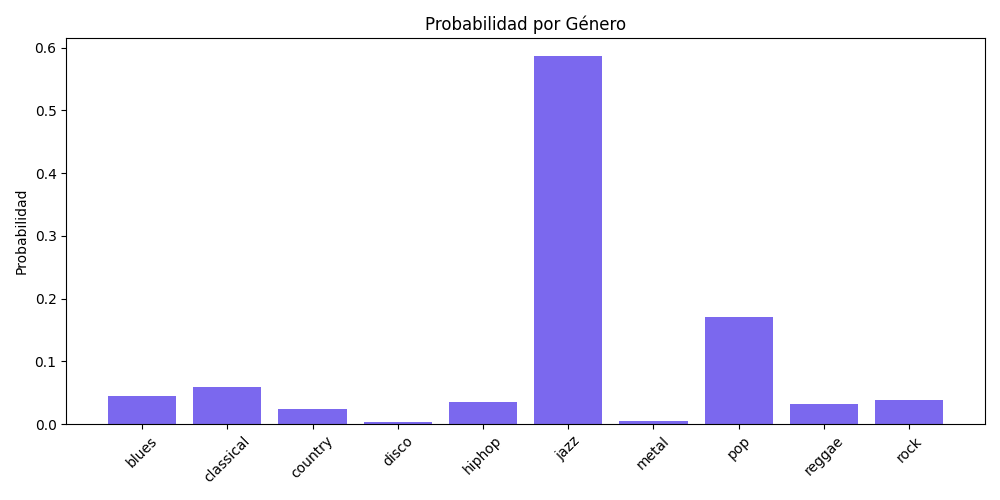 Probabilidad por Género
Probabilidad
0.6
0.5
0.4
0.3
0.2
0.1
0.0
blues
classical
country
disco
hiphop
jazz
metal
pop
reggae
rock